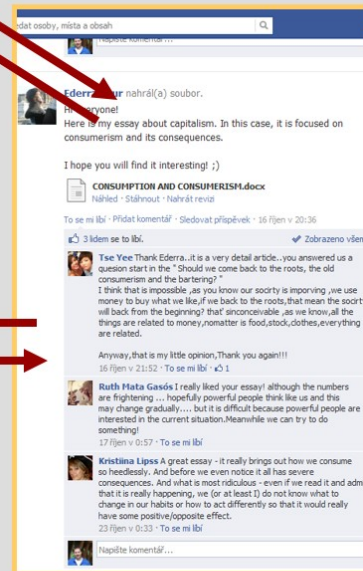 edat osoby, místa a obsah
Napište komentář...
Ederra nahrál(a) soubor.
Hi everyone!
Here is my essay about capitalism. In this case, it is focused on
consumerism and its consequences.
I hope you will find it interesting! ;)
CONSUMPTION AND CONSUMERISM.docx
Náhled · Stáhnout · Nahrát revizi
To se mi líbí · Přidat komentář · Sledovat příspěvek · 16 říjen v 20:36
3 lidem se to líbí.
Zobrazeno všem
Tse Yee Thank Ederra..it is a very detail article..you answered us a
quesion start in the " Should we come back to the roots, the old
consumerism and the bartering? "
I think that is impossible ,as you know our socirty is imporving ,we use
money to buy what we like,if we back to the roots,that mean the socirty
will back from the beginning? that' sinconceivable ,as we know,all the
things are related to money,nomatter is food,stock,clothes,everything
are related.
Anyway,that is my little opinion,Thank you again!!!
16 říjen v 21:52 · To se mi líbí · 1
Ruth Mata Gasós I really liked your essay! although the numbers
are frightening ... hopefully powerful people think like us and this
may change gradually.... but it is difficult because powerful people are
interested in the current situation.Meanwhile we can try to do
something!
17 říjen v 0:57 · To se mi líbí
Kristiina Lipss A great essay - it really brings out how we consume
so heedlessly. And before we even notice it all has severe
consequences. And what is most ridiculous - even if we read it and adm
that it is really happening, we (or at least I) do not know what to
change in our habits or how to act differently so that it would really
have some positive/opposite effect.
23 říjen v 0:33 · To se mi líbí
Napište komentář...